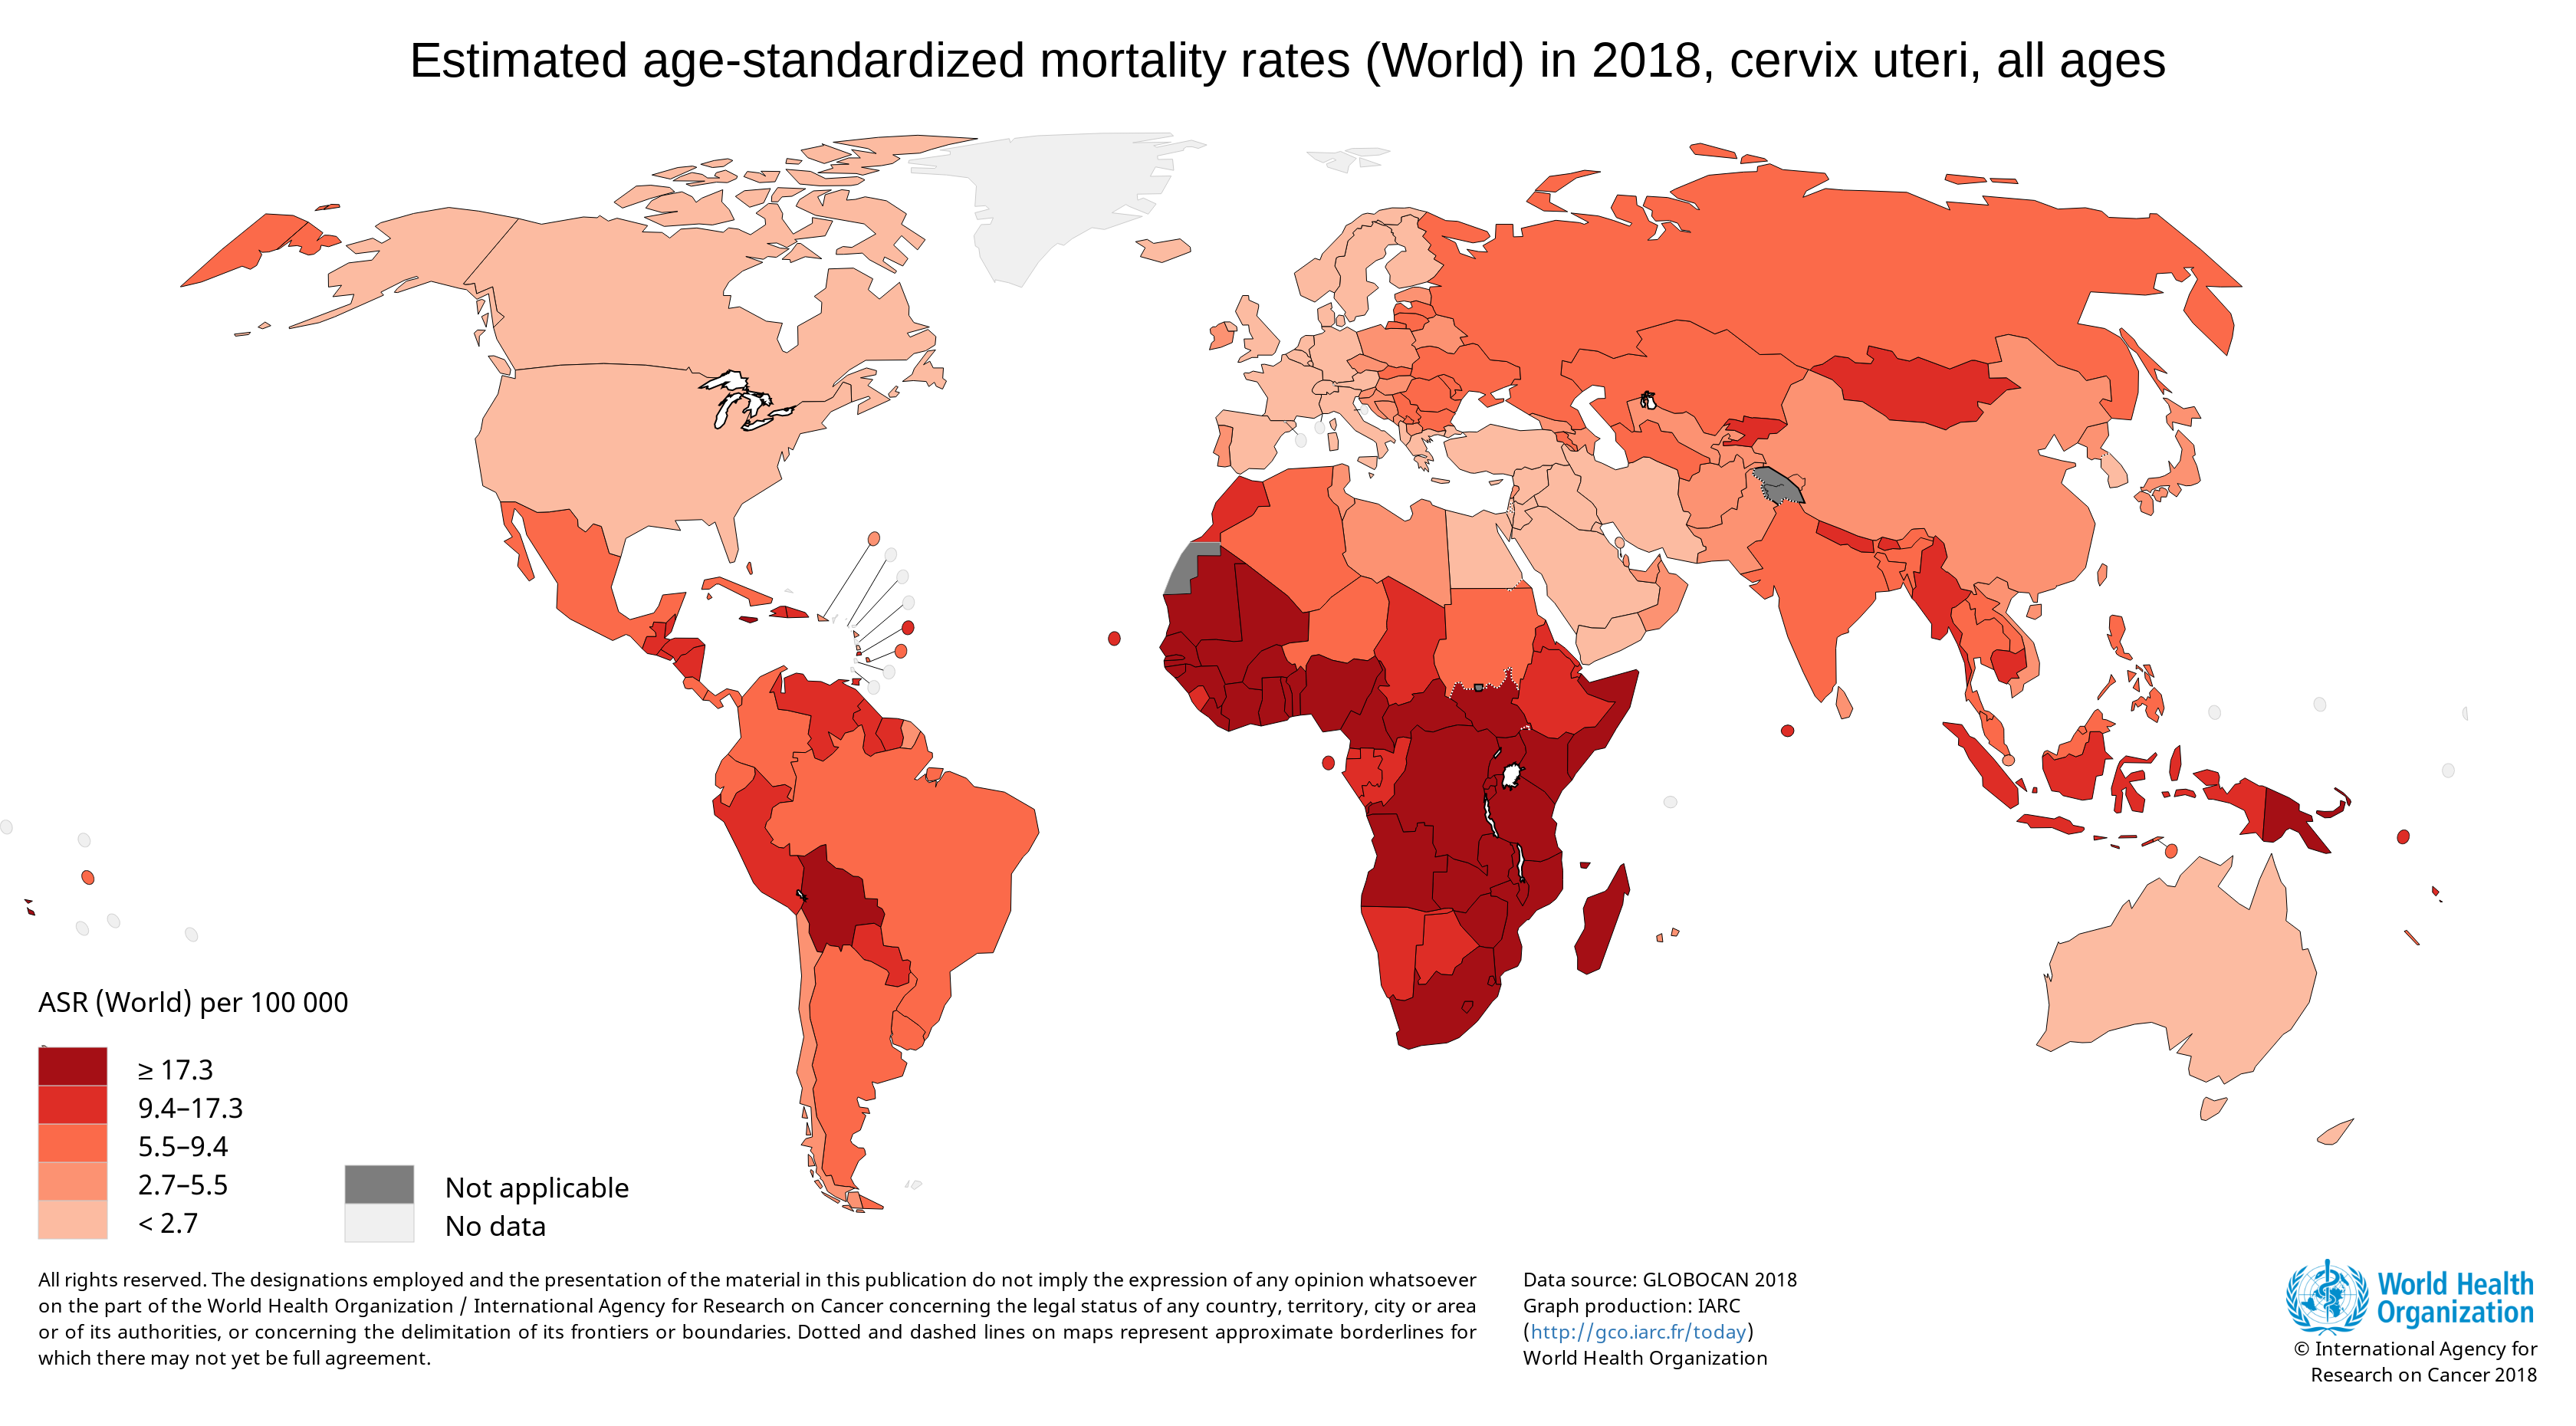 Estimated age-standardized mortality rates (World) in 2018, cervix uteri, all ages
ASR (World) per 100 000
≥ 17.3
9.4–17.3
5.5–9.4
2.7–5.5
< 2.7
Not applicable
No data
All rights reserved. The designations employed and the presentation of the material in this publication do not imply the expression of any opinion whatsoever
on the part of the World Health Organization / International Agency for Research on Cancer concerning the legal status of any country, territory, city or area
or of its authorities, or concerning the delimitation of its frontiers or boundaries. Dotted and dashed lines on maps represent approximate borderlines for
which there may not yet be full agreement.
Data source: GLOBOCAN 2018
Graph production: IARC
(http://gco.iarc.fr/today)
World Health Organization
World Health
Organization
© International Agency for
Research on Cancer 2018